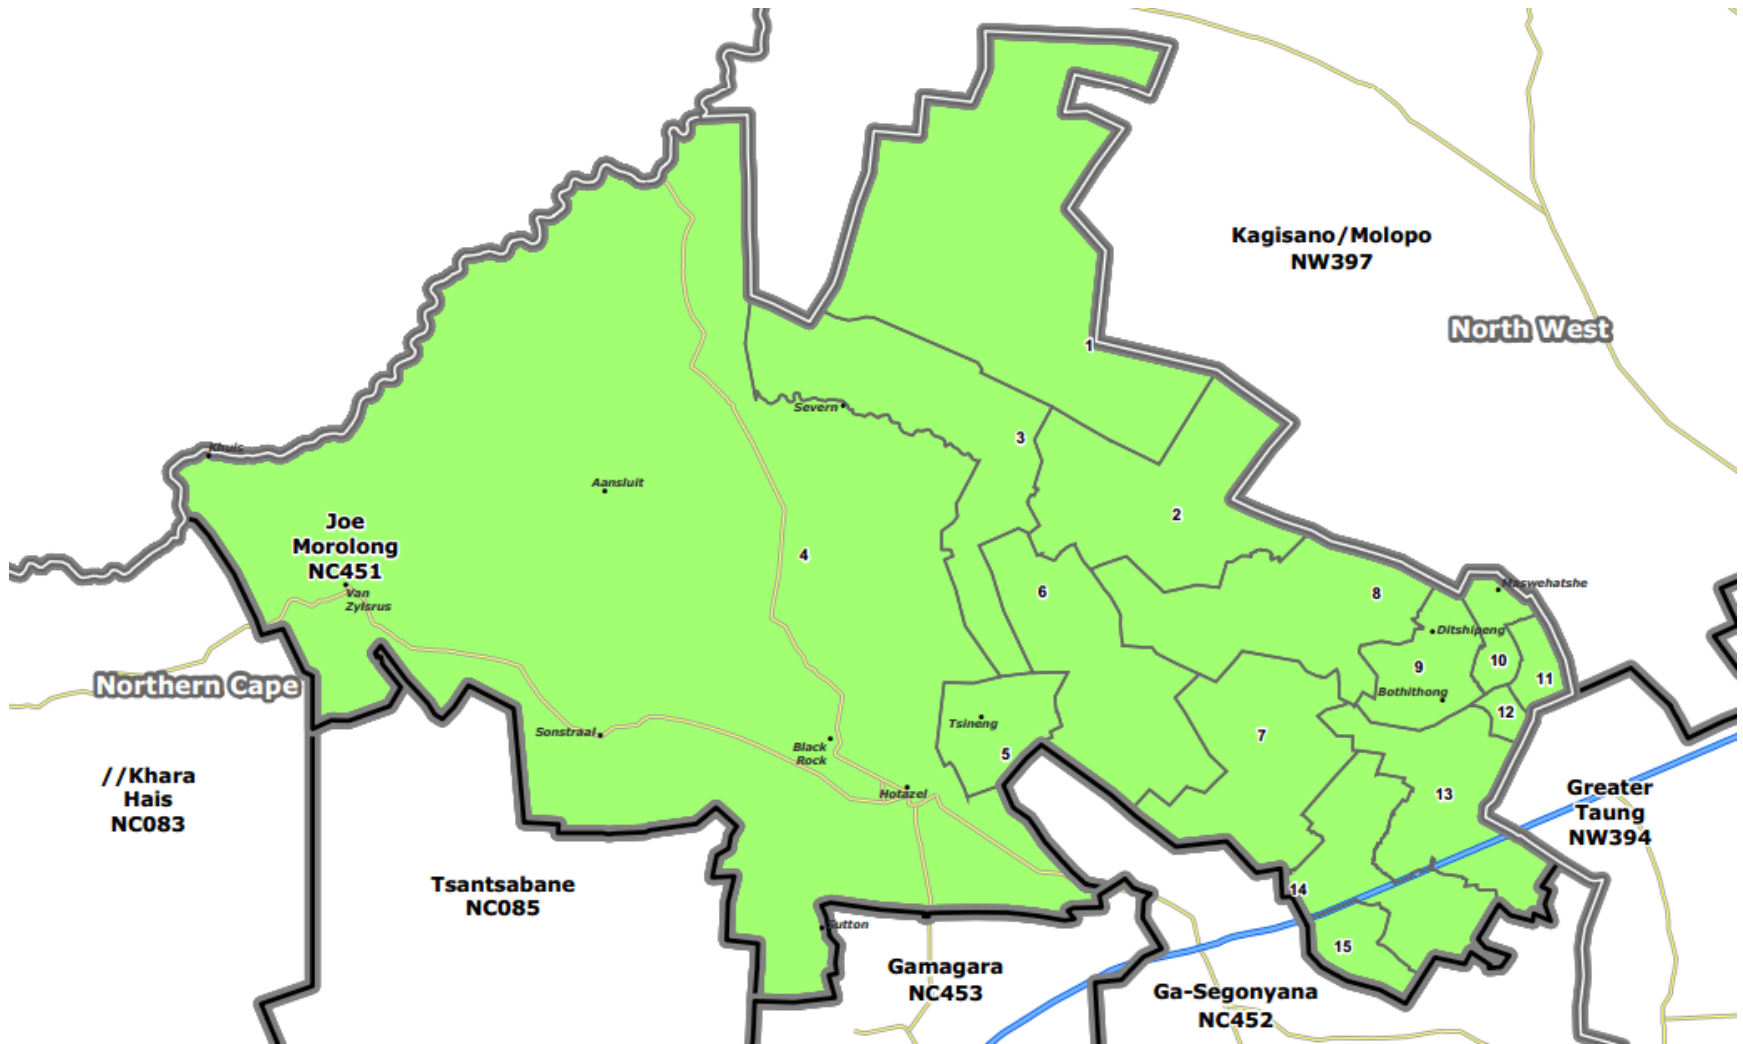 Kagisano/Molopo
NW397
North West
1
Severn
3
Khuis
Aansluit
2
Joe
Morolong
NC451
4
Van
Zylsrus
6
8
Maswehatshe
Ditshipeng
9
10
11
Bothithong
12
Northern Cape
Tsineng
5
7
Sonstraal
Black
Rock
Hotazel
13
//Khara
Hais
NC083
Greater
Taung
NW394
Tsantsabane
NC085
14
Sutton
15
Gamagara
NC453
Ga-Segonyana
NC452